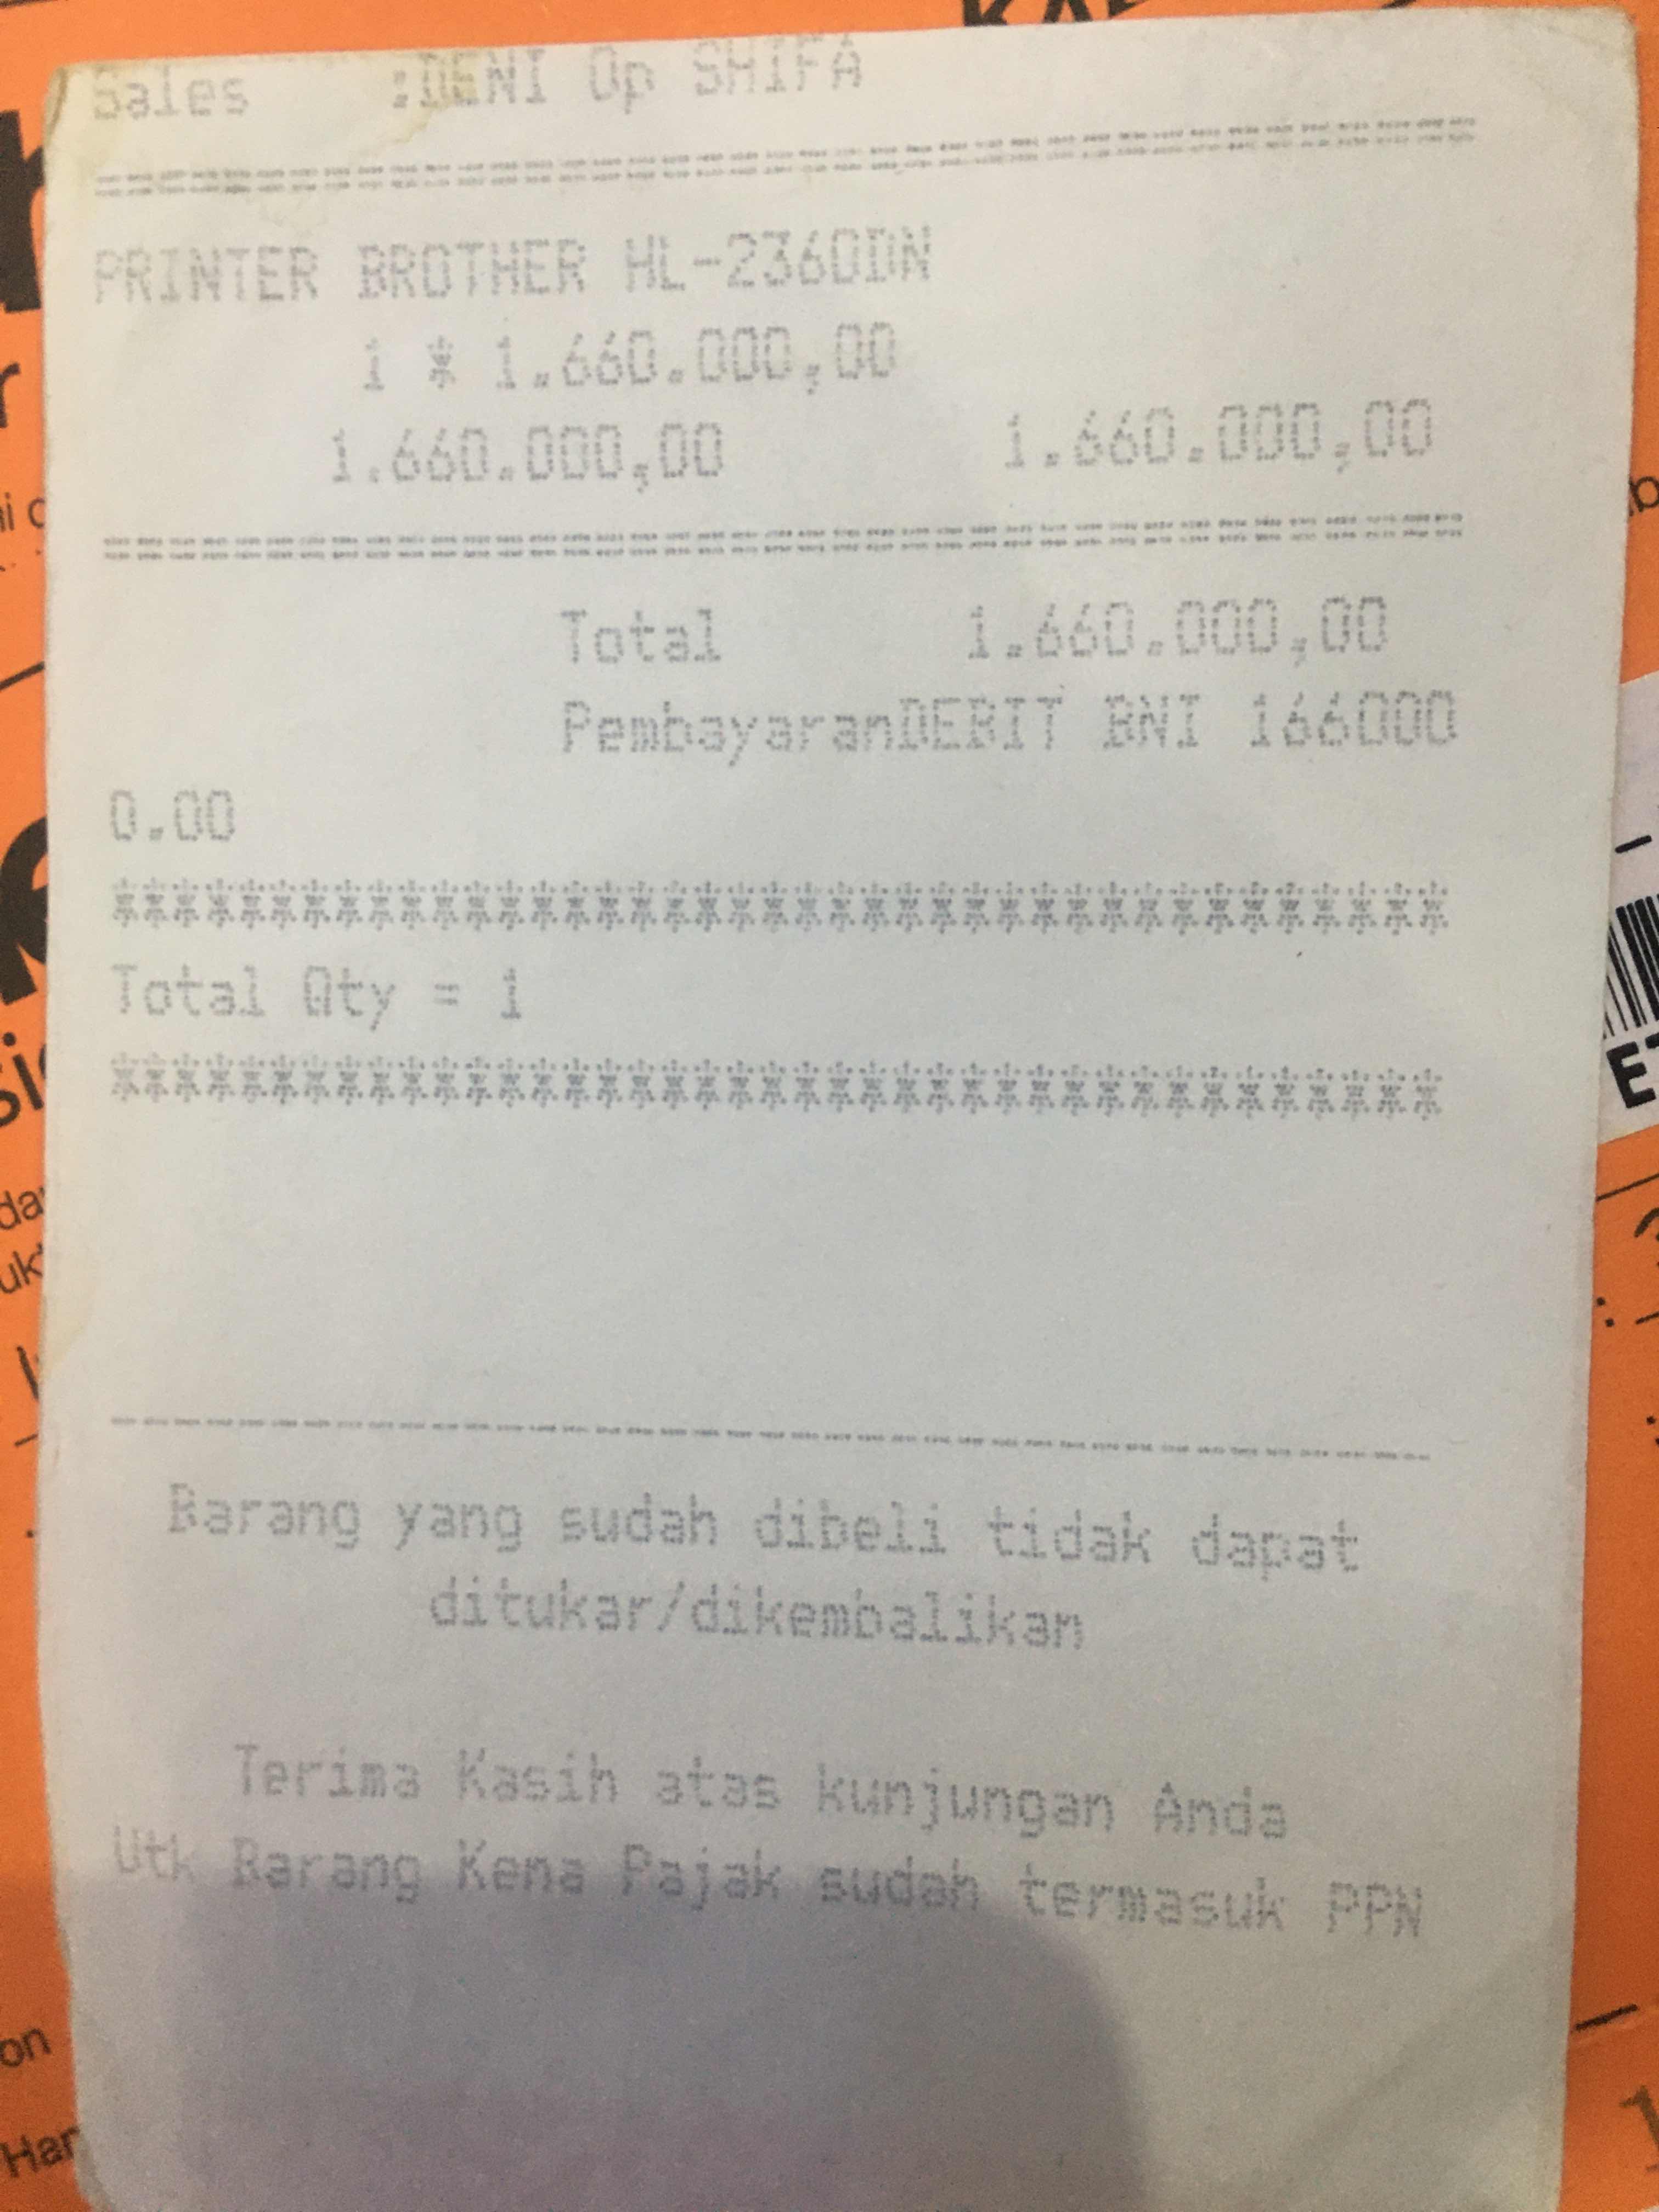 Sales :DENI Op SHIFA
PRINTER BROTHER HL-2360DN
1 * 1.660.000,00
1.660.000,00 1.660.000,00
Total 1.660.000,00
PembayaranDEBIT BNI 166000
0.00
****************************************
Total Qty = 1
****************************************
Barang yang sudah dibeli tidak dapat
ditukar/dikembalikan
Terima Kasih atas kunjungan Anda
Utk Barang Kena Pajak sudah termasuk PPN